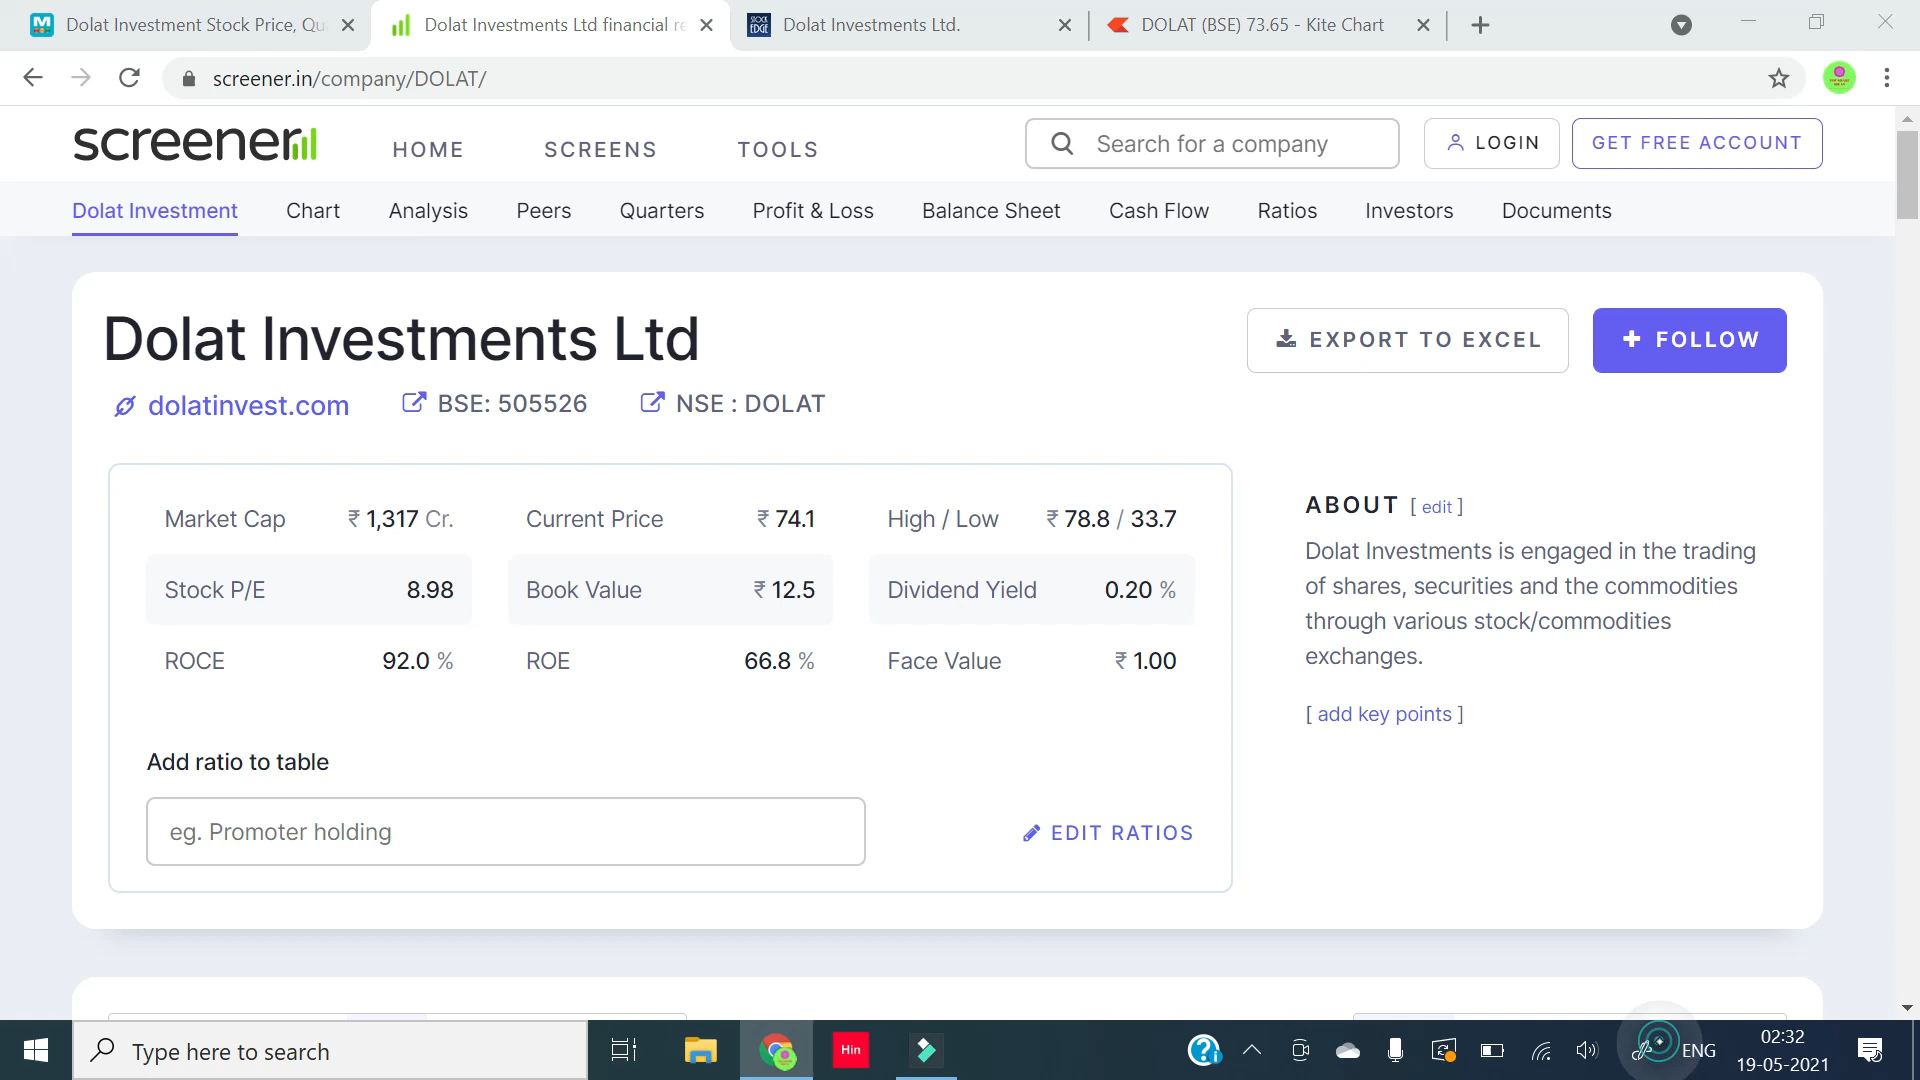 Dolat Investment Stock Price, Qu
Dolat Investments Ltd financial re
STOCK EDGE
Dolat Investments Ltd.
DOLAT (BSE) 73.65 - Kite Chart
screener.in/company/DOLAT/
screener
HOME
SCREENS
TOOLS
Search for a company
LOGIN
GET FREE ACCOUNT
Dolat Investment
Chart
Analysis
Peers
Quarters
Profit & Loss
Balance Sheet
Cash Flow
Ratios
Investors
Documents
Dolat Investments Ltd
EXPORT TO EXCEL
+ FOLLOW
dolatinvest.com
BSE: 505526
NSE : DOLAT
Market Cap ₹ 1,317 Cr.
Current Price ₹ 74.1
High / Low ₹ 78.8 / 33.7
Stock P/E 8.98
Book Value ₹ 12.5
Dividend Yield 0.20 %
ROCE 92.0 %
ROE 66.8 %
Face Value ₹ 1.00
Add ratio to table
eg. Promoter holding
EDIT RATIOS
ABOUT [ edit ]
Dolat Investments is engaged in the trading
of shares, securities and the commodities
through various stock/commodities
exchanges.
[ add key points ]
Type here to search
Hin
ENG
02:32
19-05-2021